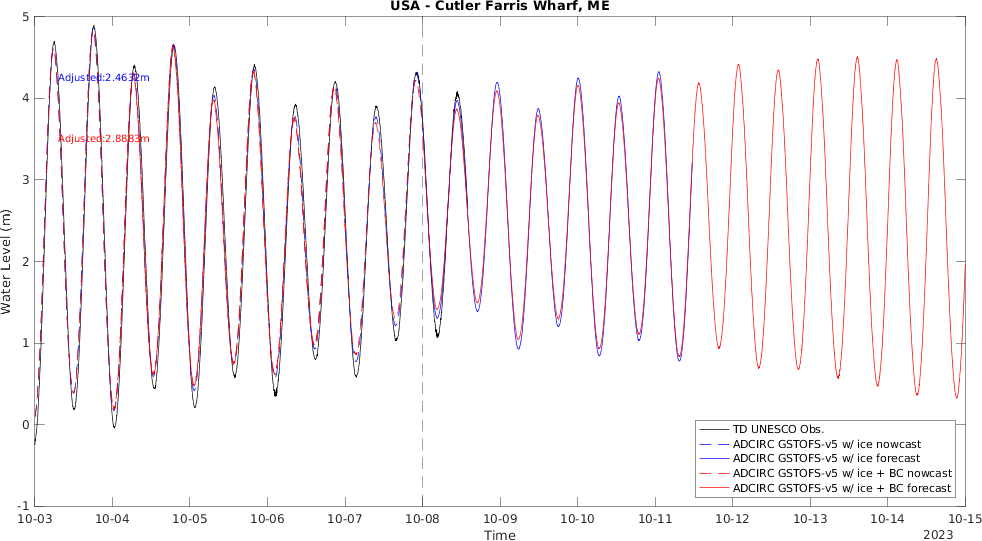 USA - Cutler Farris Wharf, ME
5
4
3
2
1
0
-1
Water Level (m)
Adjusted:2.4632m
Adjusted:2.8883m
TD UNESCO Obs.
ADCIRC GSTOFS-v5 w/ ice nowcast
ADCIRC GSTOFS-v5 w/ ice forecast
ADCIRC GSTOFS-v5 w/ ice + BC nowcast
ADCIRC GSTOFS-v5 w/ ice + BC forecast
10-03 10-04 10-05 10-06 10-07 10-08 10-09 10-10 10-11 10-12 10-13 10-14 10-15
Time
2023